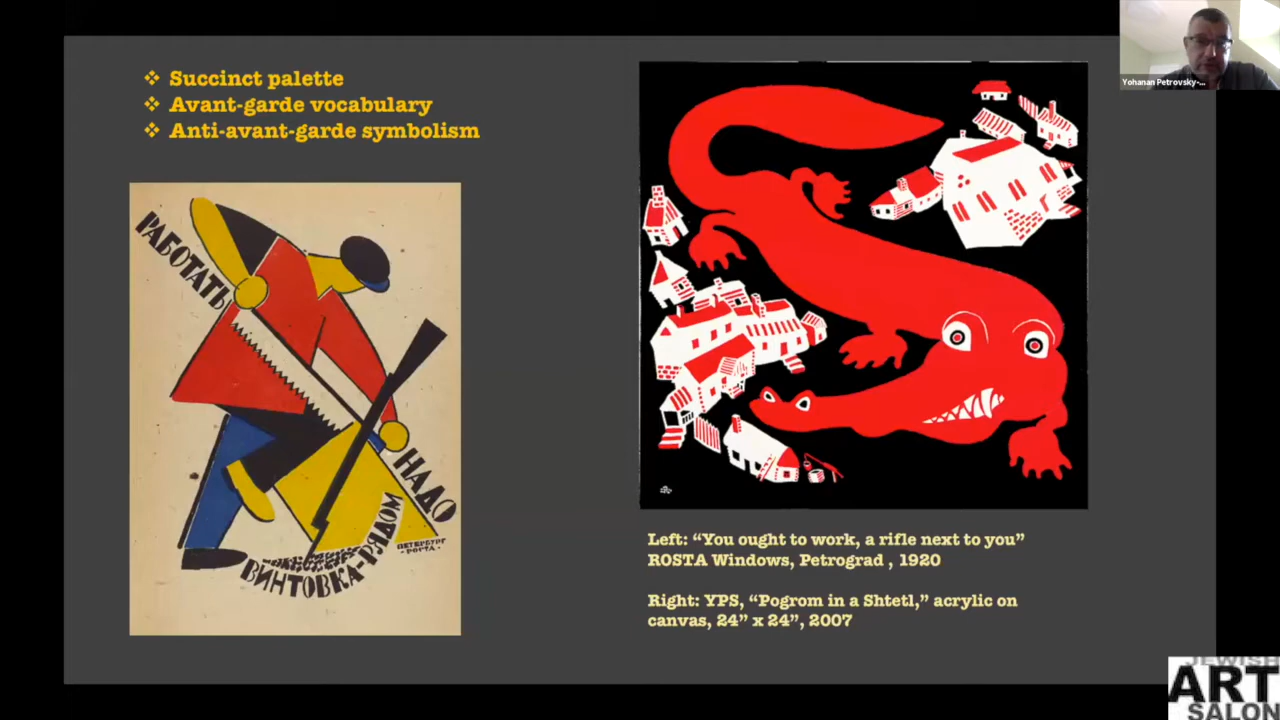 Succinct palette
Avant-garde vocabulary
Anti-avant-garde symbolism
РАБОТАТЬ
НАДО
ВИНТОВКА-РЯДОМ
ПЕТЕРБУРГ
РОСТА
Left: “You ought to work, a rifle next to you”
ROSTA Windows, Petrograd , 1920
Right: YPS, “Pogrom in a Shtetl,” acrylic on
canvas, 24” x 24”, 2007
Yohanan Petrovsky-...
JEWISH
ART
SALON